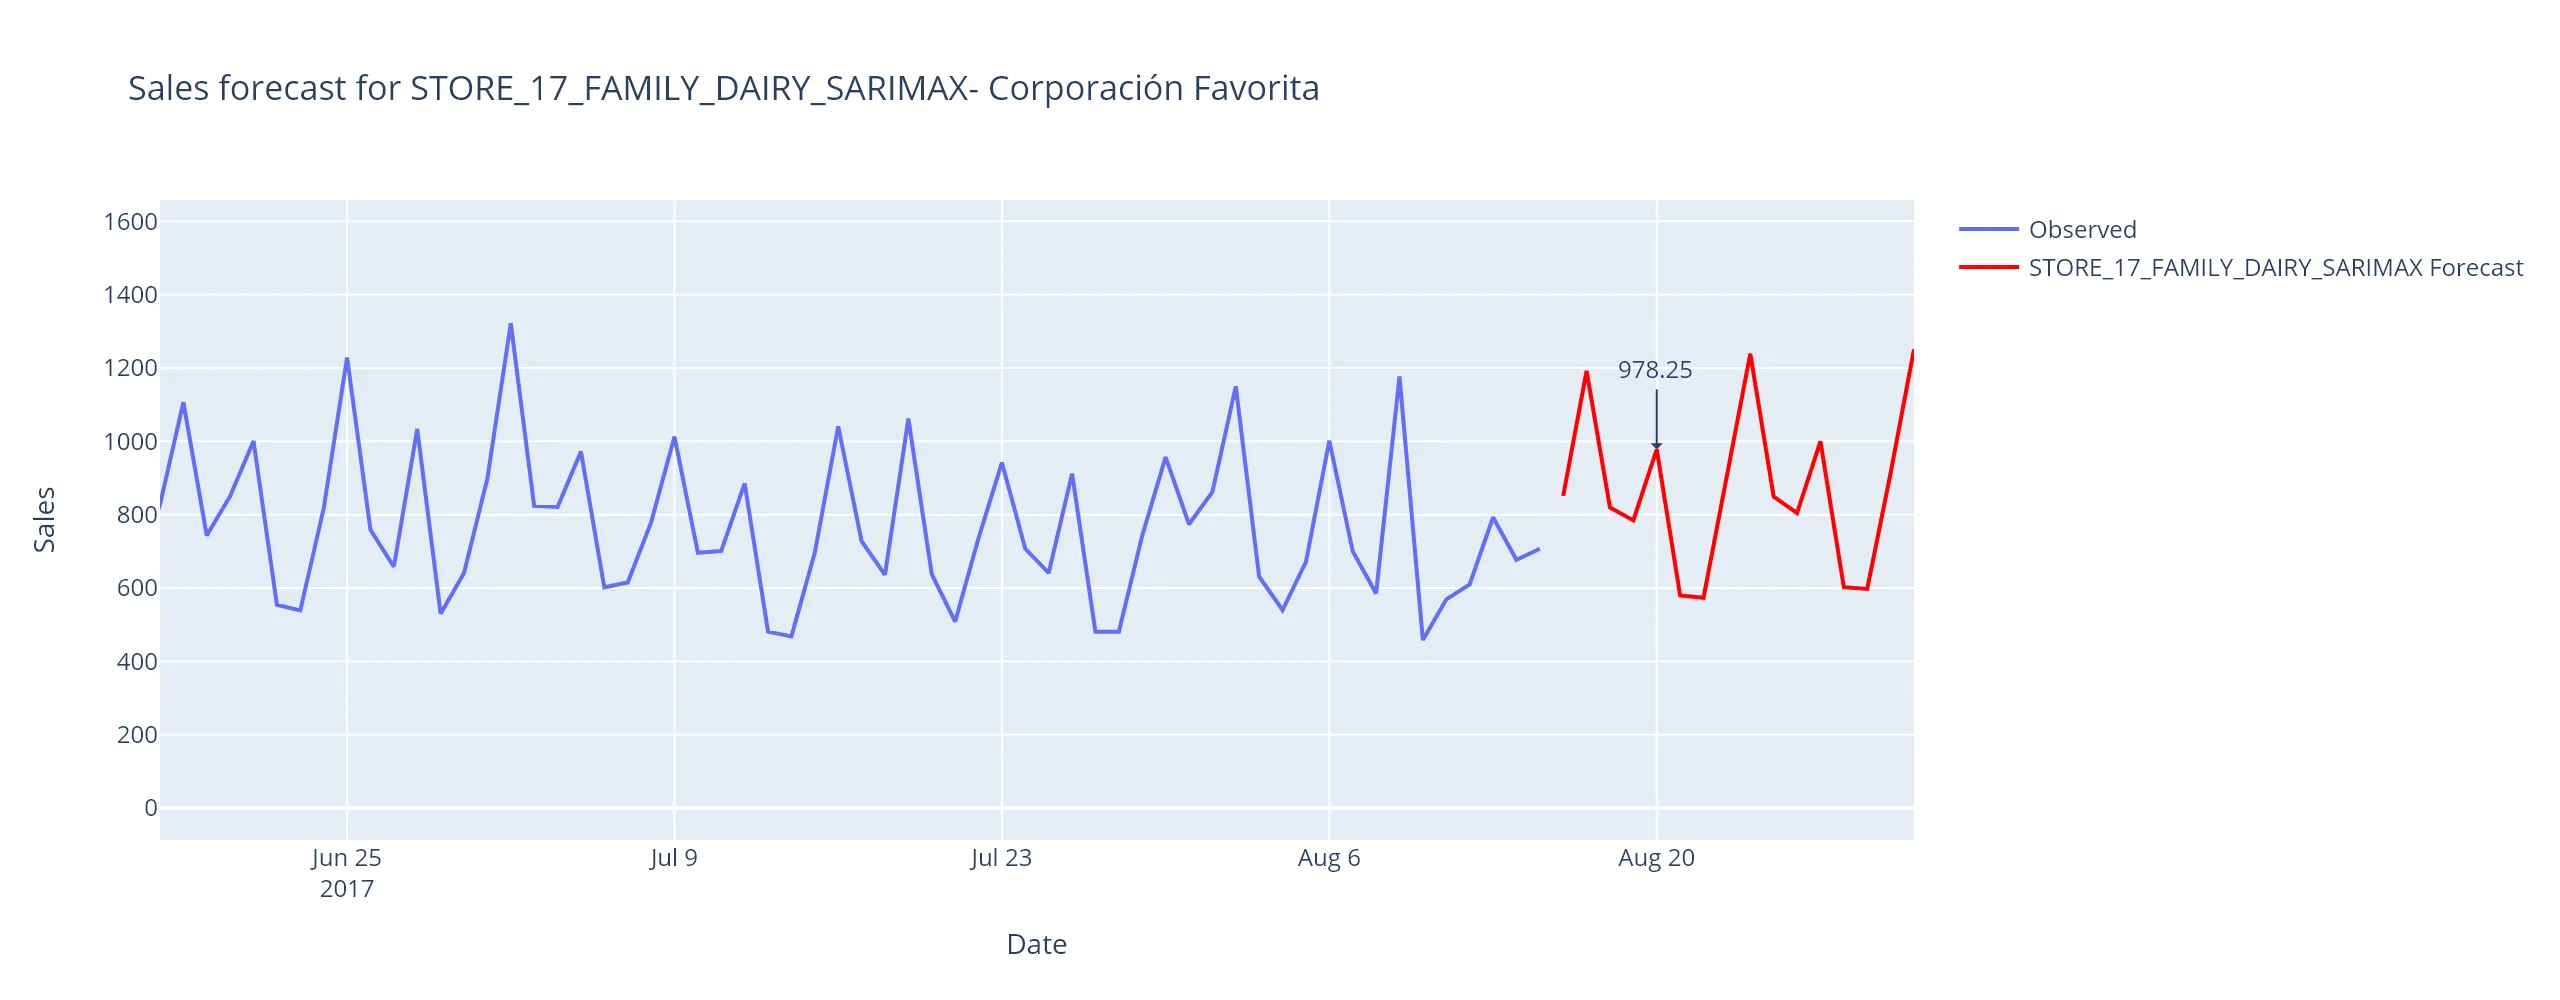 Sales forecast for STORE_17_FAMILY_DAIRY_SARIMAX- Corporación Favorita
Observed
STORE_17_FAMILY_DAIRY_SARIMAX Forecast
1600
1400
1200
1000
800
600
400
200
0
978.25
Sales
Jun 25
2017
Jul 9
Jul 23
Aug 6
Aug 20
Date